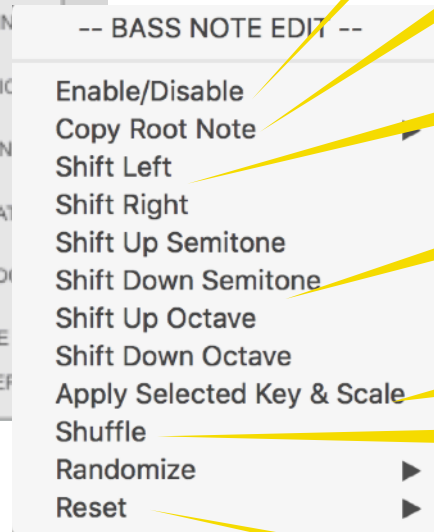 -- BASS NOTE EDIT --
Enable/Disable
Copy Root Note
Shift Left
Shift Right
Shift Up Semitone
Shift Down Semitone
Shift Up Octave
Shift Down Octave
Apply Selected Key & Scale
Shuffle
Randomize
Reset